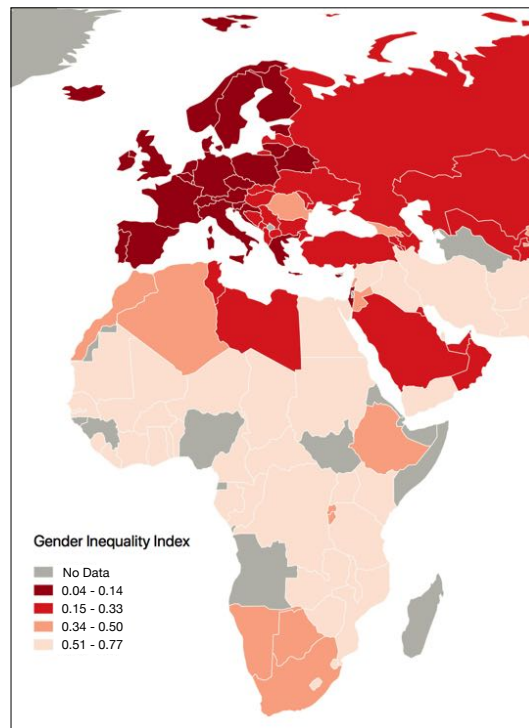 Gender Inequality Index
No Data
0.04 - 0.14
0.15 - 0.33
0.34 - 0.50
0.51 - 0.77